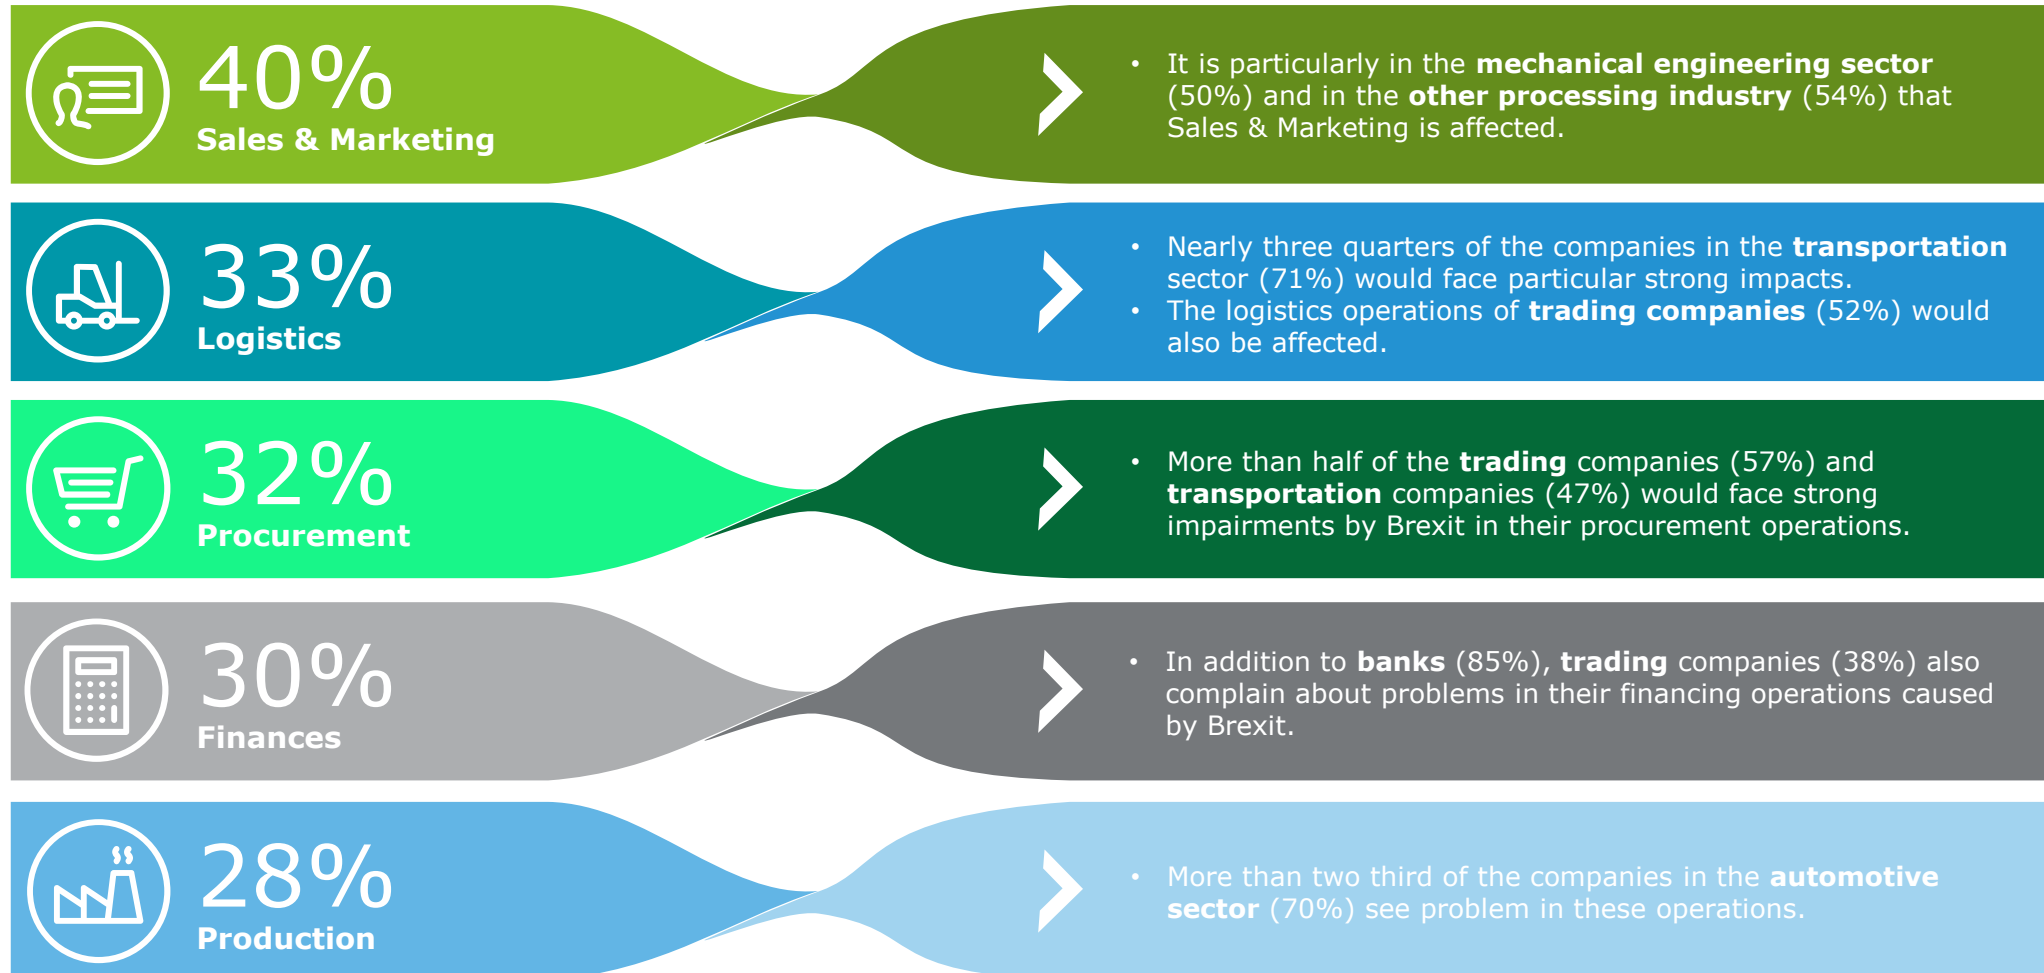 40%
Sales & Marketing
• It is particularly in the mechanical engineering sector
(50%) and in the other processing industry (54%) that
Sales & Marketing is affected.
33%
Logistics
• Nearly three quarters of the companies in the transportation
sector (71%) would face particular strong impacts.
• The logistics operations of trading companies (52%) would
also be affected.
32%
Procurement
• More than half of the trading companies (57%) and
transportation companies (47%) would face strong
impairments by Brexit in their procurement operations.
30%
Finances
• In addition to banks (85%), trading companies (38%) also
complain about problems in their financing operations caused
by Brexit.
28%
Production
• More than two third of the companies in the automotive
sector (70%) see problem in these operations.